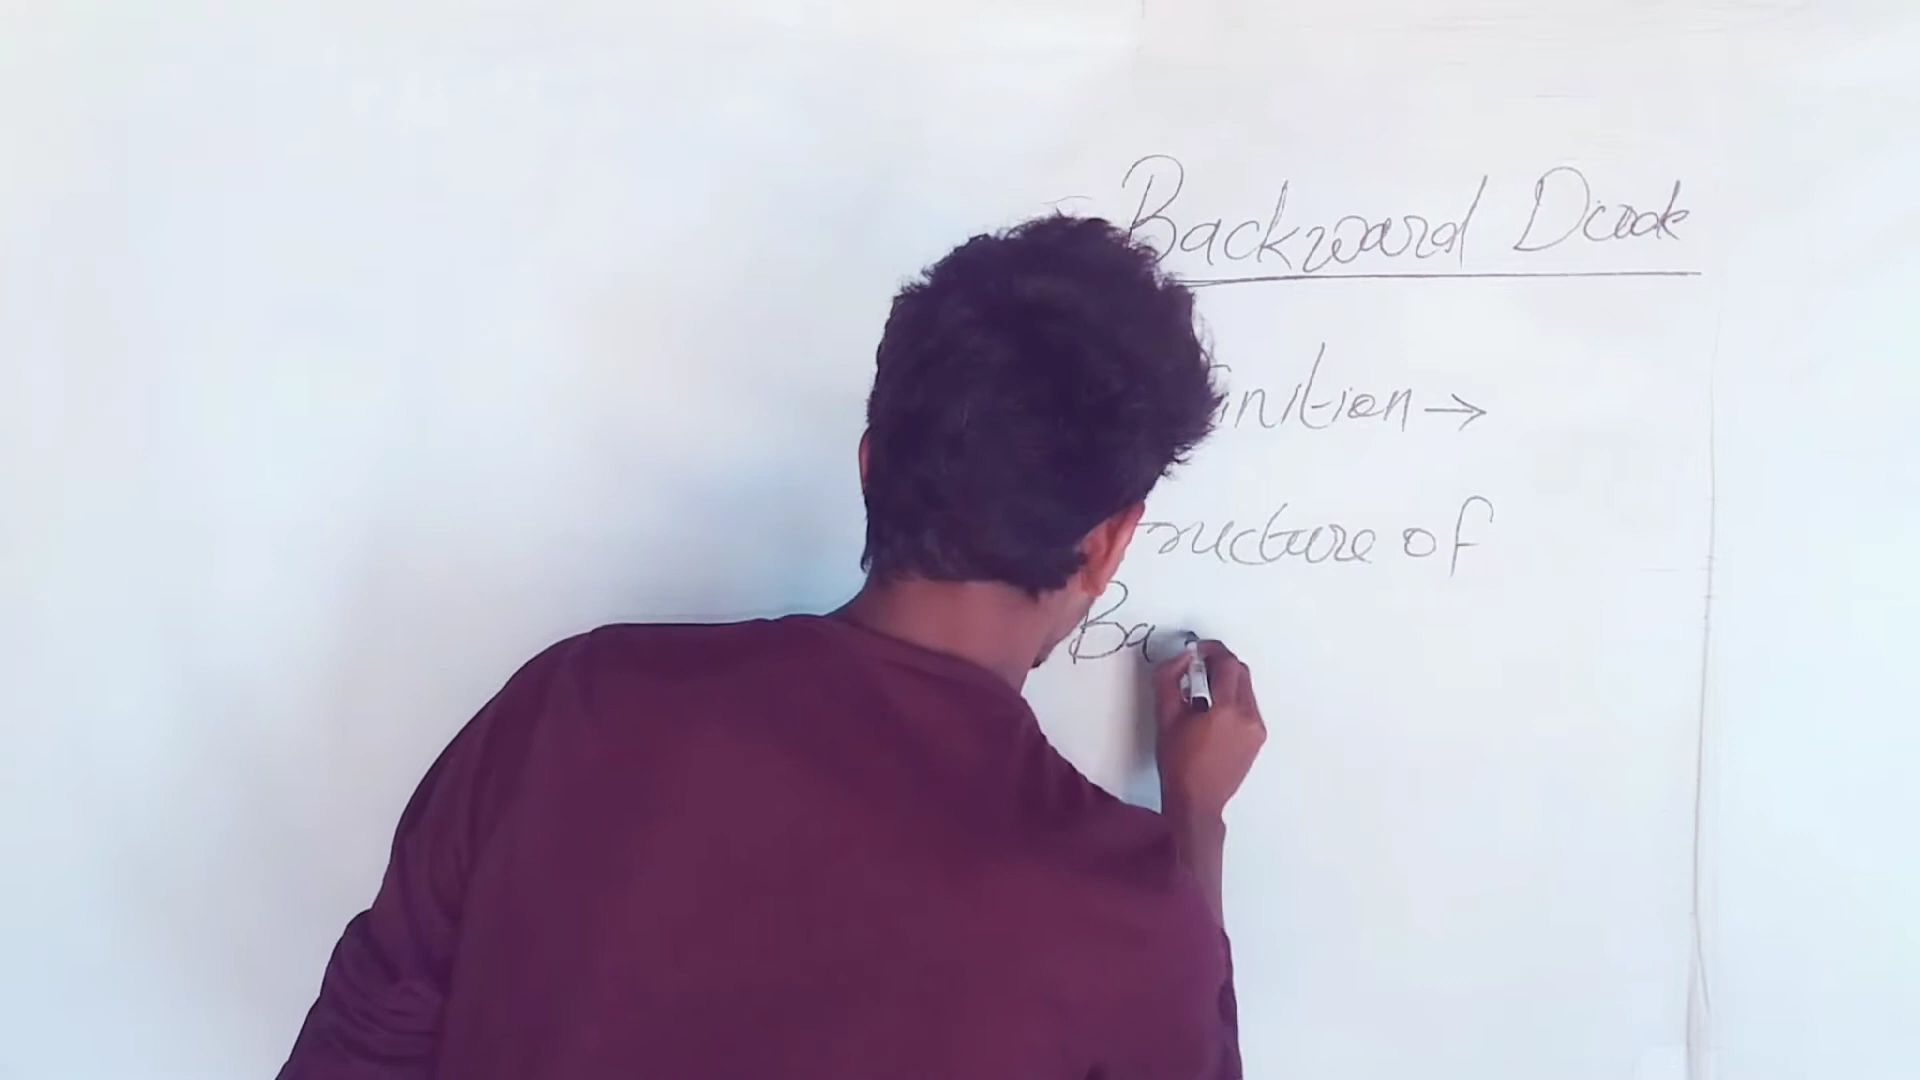 Backward Diode
inition →
ructure of
Ba